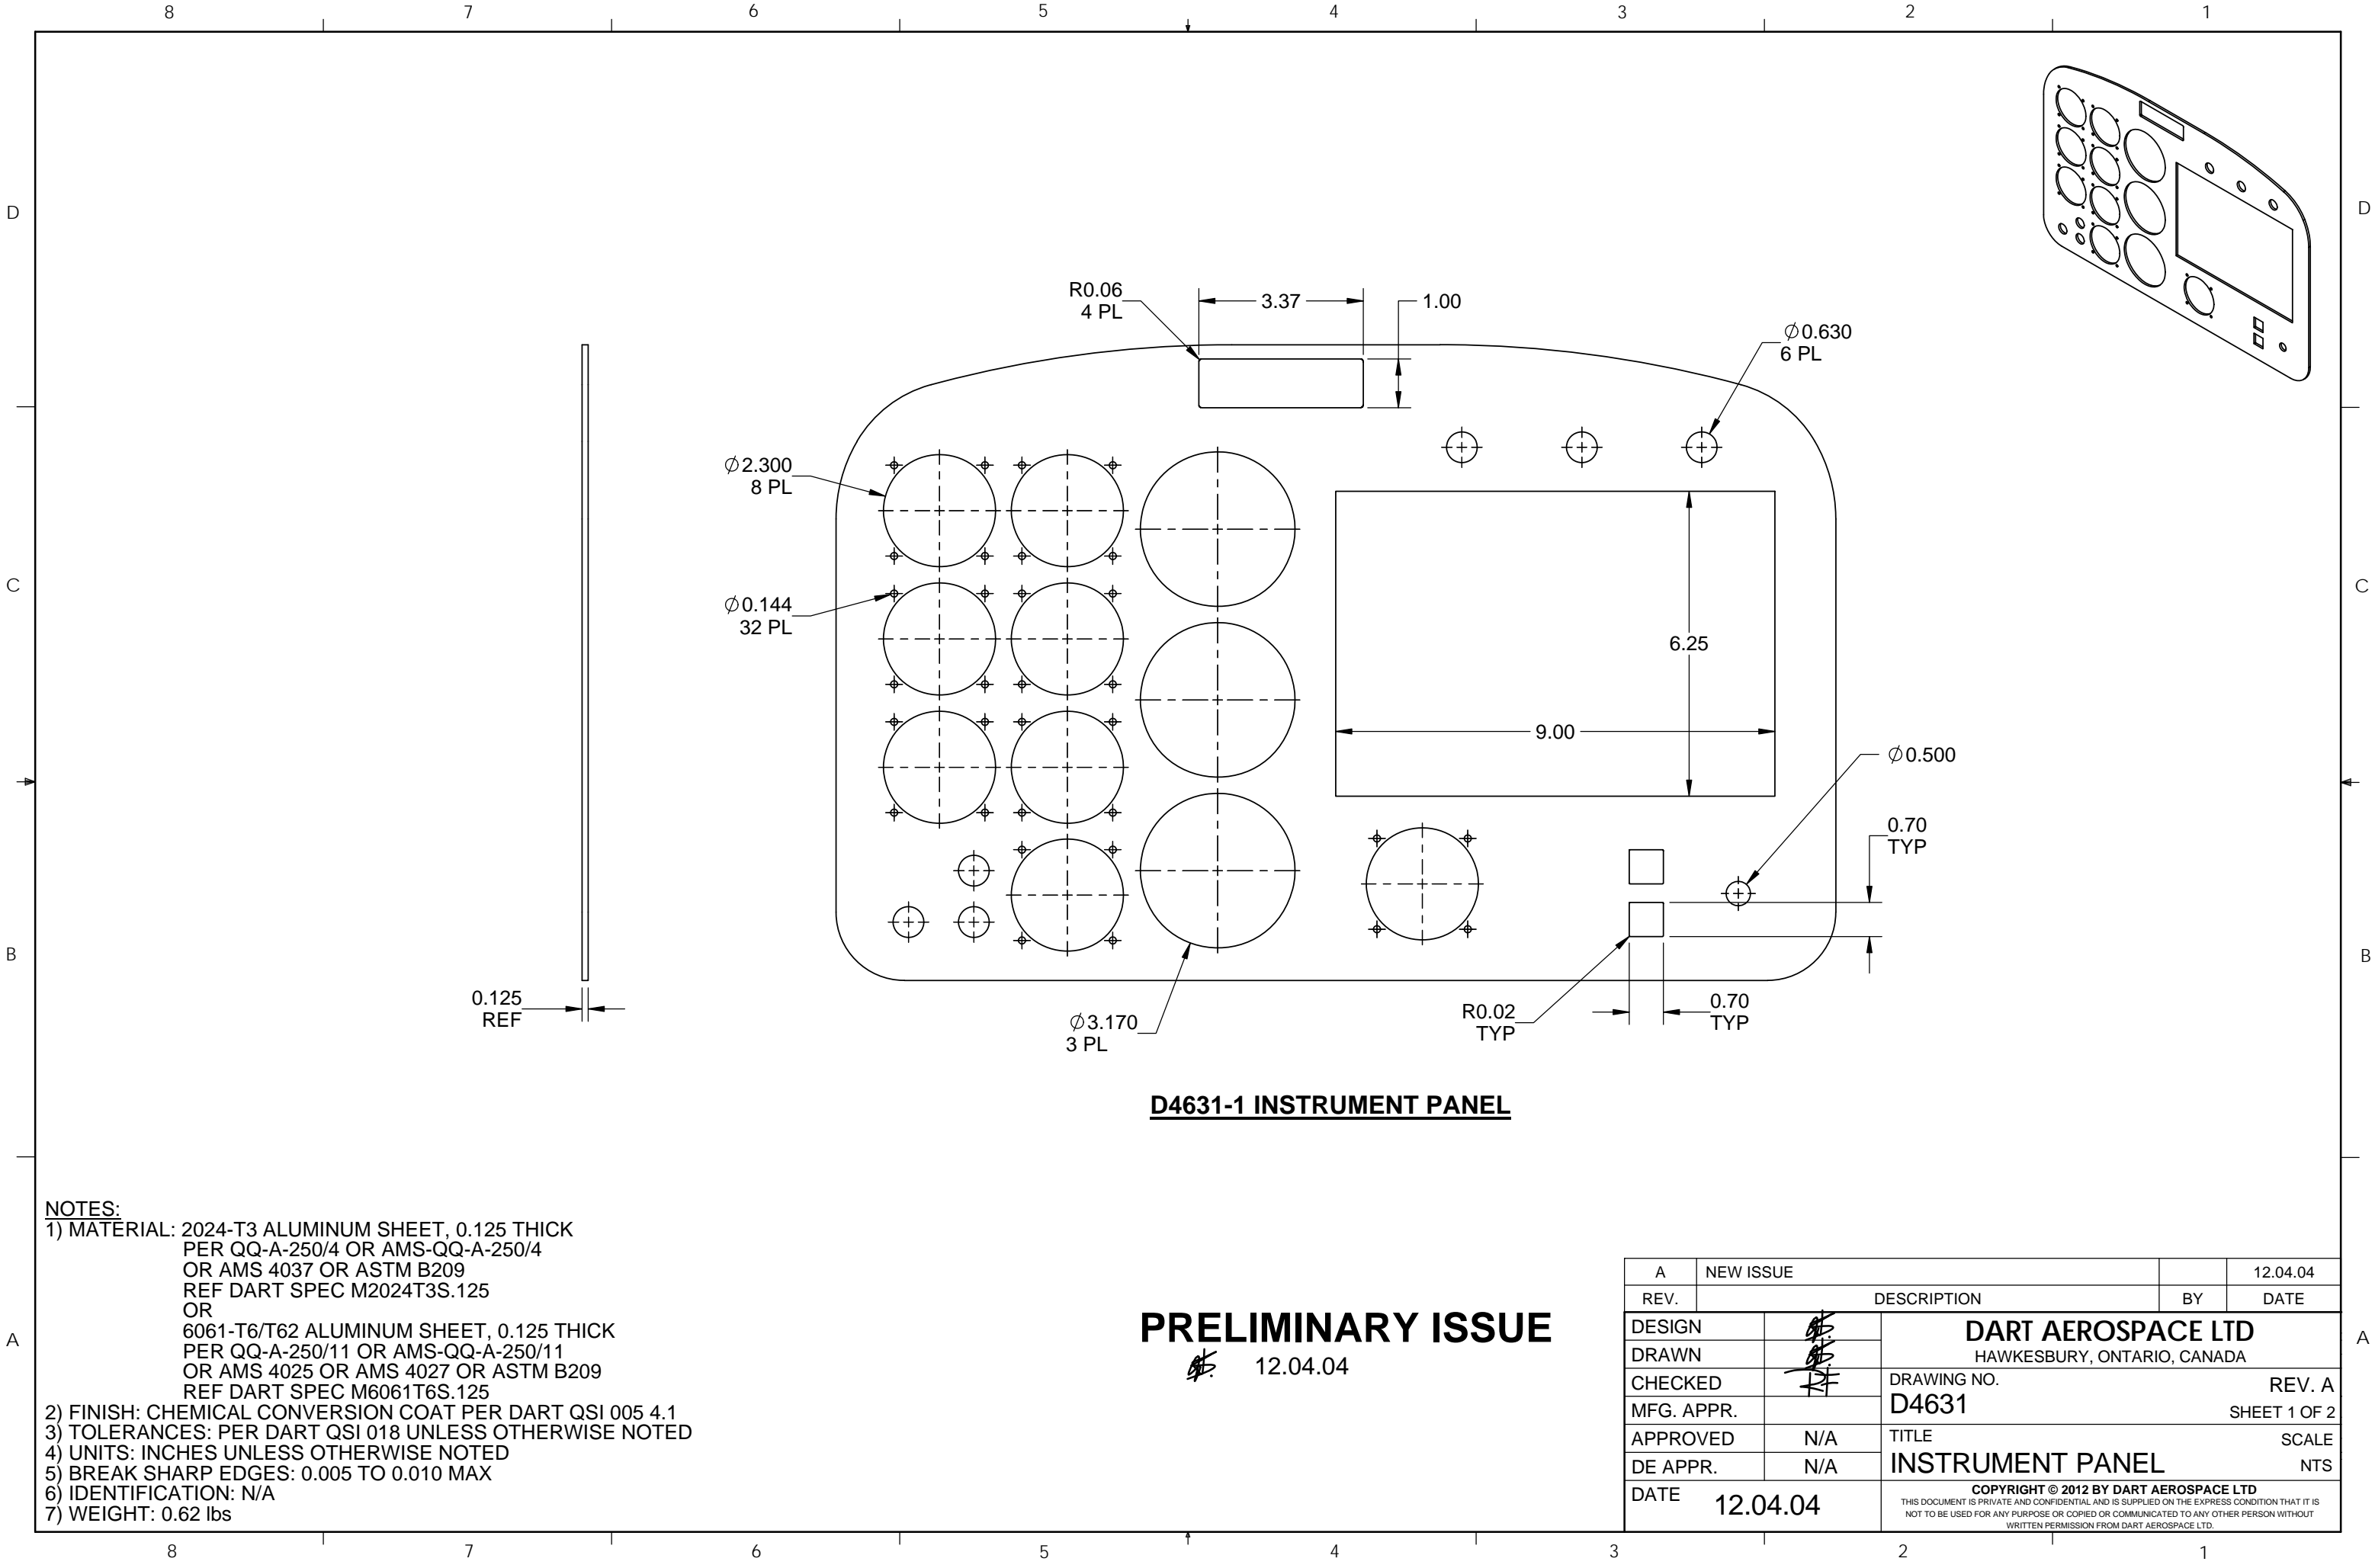 8 7 6 5 4 3 2 1
D D
C C
B B
A A
R0.06
4 PL
3.37
1.00
Ø0.630
6 PL
Ø2.300
8 PL
Ø0.144
32 PL
6.25
9.00
Ø0.500
0.70
TYP
0.125
REF
Ø3.170
3 PL
R0.02
TYP
0.70
TYP
D4631-1 INSTRUMENT PANEL
NOTES:
1) MATERIAL: 2024-T3 ALUMINUM SHEET, 0.125 THICK
PER QQ-A-250/4 OR AMS-QQ-A-250/4
OR AMS 4037 OR ASTM B209
REF DART SPEC M2024T3S.125
OR
6061-T6/T62 ALUMINUM SHEET, 0.125 THICK
PER QQ-A-250/11 OR AMS-QQ-A-250/11
OR AMS 4025 OR AMS 4027 OR ASTM B209
REF DART SPEC M6061T6S.125
2) FINISH: CHEMICAL CONVERSION COAT PER DART QSI 005 4.1
3) TOLERANCES: PER DART QSI 018 UNLESS OTHERWISE NOTED
4) UNITS: INCHES UNLESS OTHERWISE NOTED
5) BREAK SHARP EDGES: 0.005 TO 0.010 MAX
6) IDENTIFICATION: N/A
7) WEIGHT: 0.62 lbs
PRELIMINARY ISSUE
12.04.04
A NEW ISSUE 12.04.04
REV. DESCRIPTION BY DATE
DESIGN
DRAWN
CHECKED
MFG. APPR.
APPROVED N/A
DE APPR. N/A
DATE 12.04.04
DART AEROSPACE LTD
HAWKESBURY, ONTARIO, CANADA
DRAWING NO. REV. A
D4631 SHEET 1 OF 2
TITLE SCALE
INSTRUMENT PANEL NTS
COPYRIGHT © 2012 BY DART AEROSPACE LTD
THIS DOCUMENT IS PRIVATE AND CONFIDENTIAL AND IS SUPPLIED ON THE EXPRESS CONDITION THAT IT IS
NOT TO BE USED FOR ANY PURPOSE OR COPIED OR COMMUNICATED TO ANY OTHER PERSON WITHOUT
WRITTEN PERMISSION FROM DART AEROSPACE LTD.
8 7 6 5 4 3 2 1